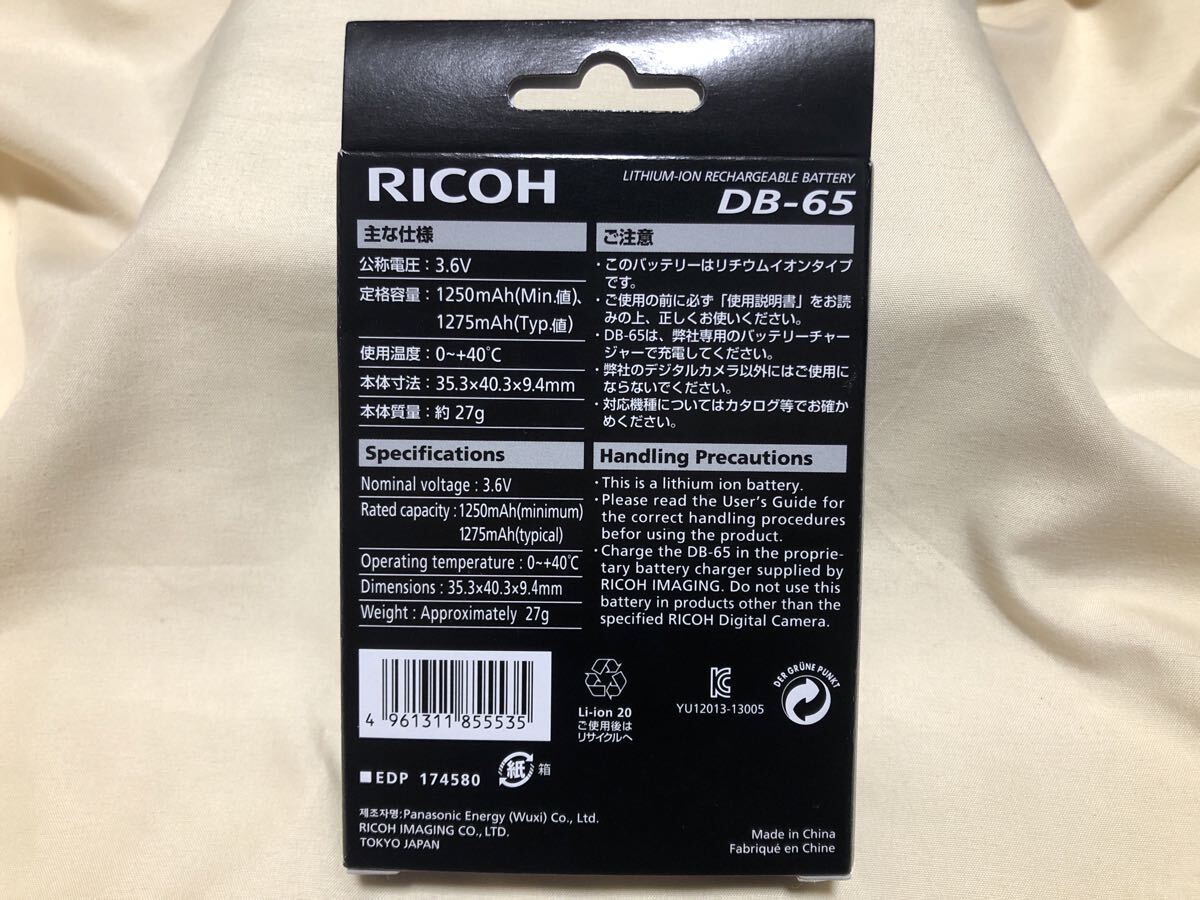 RICOH
LITHIUM-ION RECHARGEABLE BATTERY
DB-65
主な仕様
公称電圧：3.6V
定格容量：1250mAh(Min.値)、
1275mAh(Typ.値)
使用温度：0~+40℃
本体寸法：35.3×40.3×9.4mm
本体質量：約 27g
ご注意
・このバッテリーはリチウムイオンタイプ
です。
・ご使用の前に必ず「使用説明書」をお読
みの上、正しくお使いください。
・DB-65は、弊社専用のバッテリーチャー
ジャーで充電してください。
・弊社のデジタルカメラ以外にはご使用に
ならないでください。
・対応機種についてはカタログ等でお確か
めください。
Specifications
Nominal voltage : 3.6V
Rated capacity : 1250mAh(minimum)
1275mAh(typical)
Operating temperature : 0~+40℃
Dimensions : 35.3×40.3×9.4mm
Weight : Approximately 27g
Handling Precautions
・This is a lithium ion battery.
・Please read the User's Guide for
the correct handling procedures
befor using the product.
・Charge the DB-65 in the proprie-
tary battery charger supplied by
RICOH IMAGING. Do not use this
battery in products other than the
specified RICOH Digital Camera.
4 961311 855535
Li-ion 20
ご使用後は
リサイクルへ
KC
YU12013-13005
DER GRÜNE PUNKT
■EDP 174580
紙 箱
제조자명:Panasonic Energy (Wuxi) Co., Ltd.
RICOH IMAGING CO., LTD.
TOKYO JAPAN
Made in China
Fabriqué en Chine